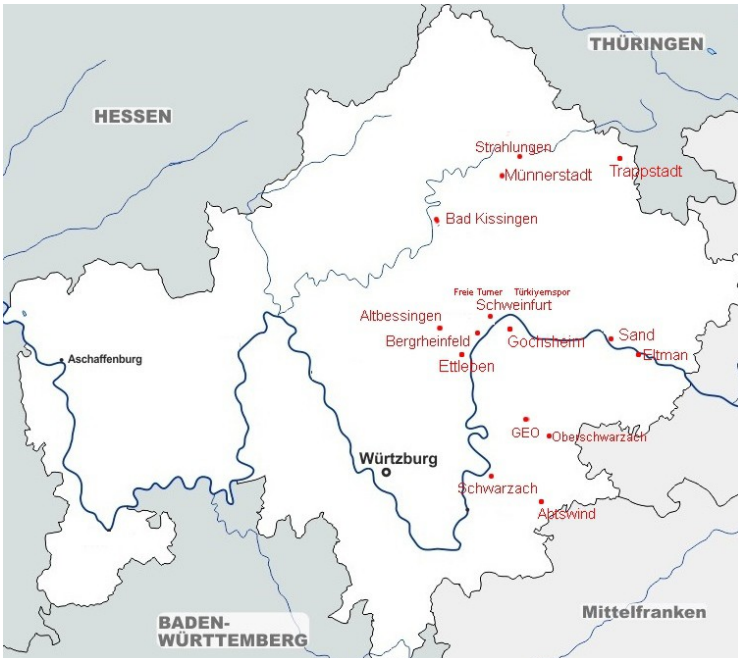 THÜRINGEN
HESSEN
Strahlungen
Münnerstadt
Trappstadt
Bad Kissingen
Freie Turner Türkiyemspor
Schweinfurt
Altbessingen
Bergrheinfeld
Gochsheim
Sand
Ettleben
Eltman
Aschaffenburg
GEO
Oberschwarzach
Würtzburg
Schwarzach
Abtswind
BADEN-
WÜRTTEMBERG
Mittelfranken